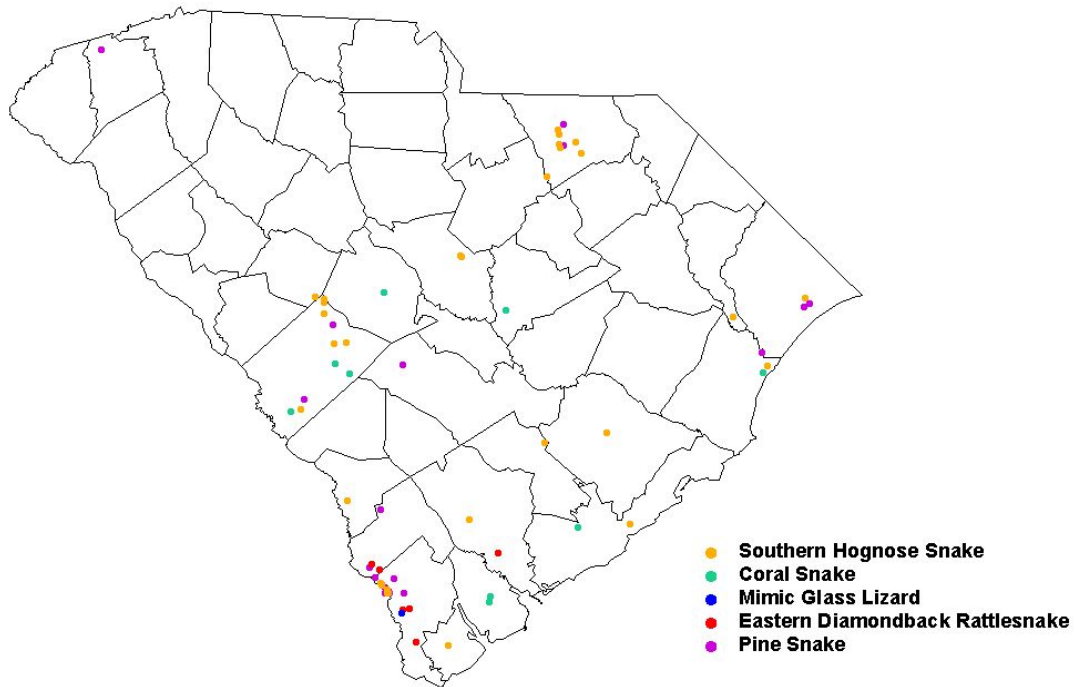 Southern Hognose Snake
Coral Snake
Mimic Glass Lizard
Eastern Diamondback Rattlesnake
Pine Snake